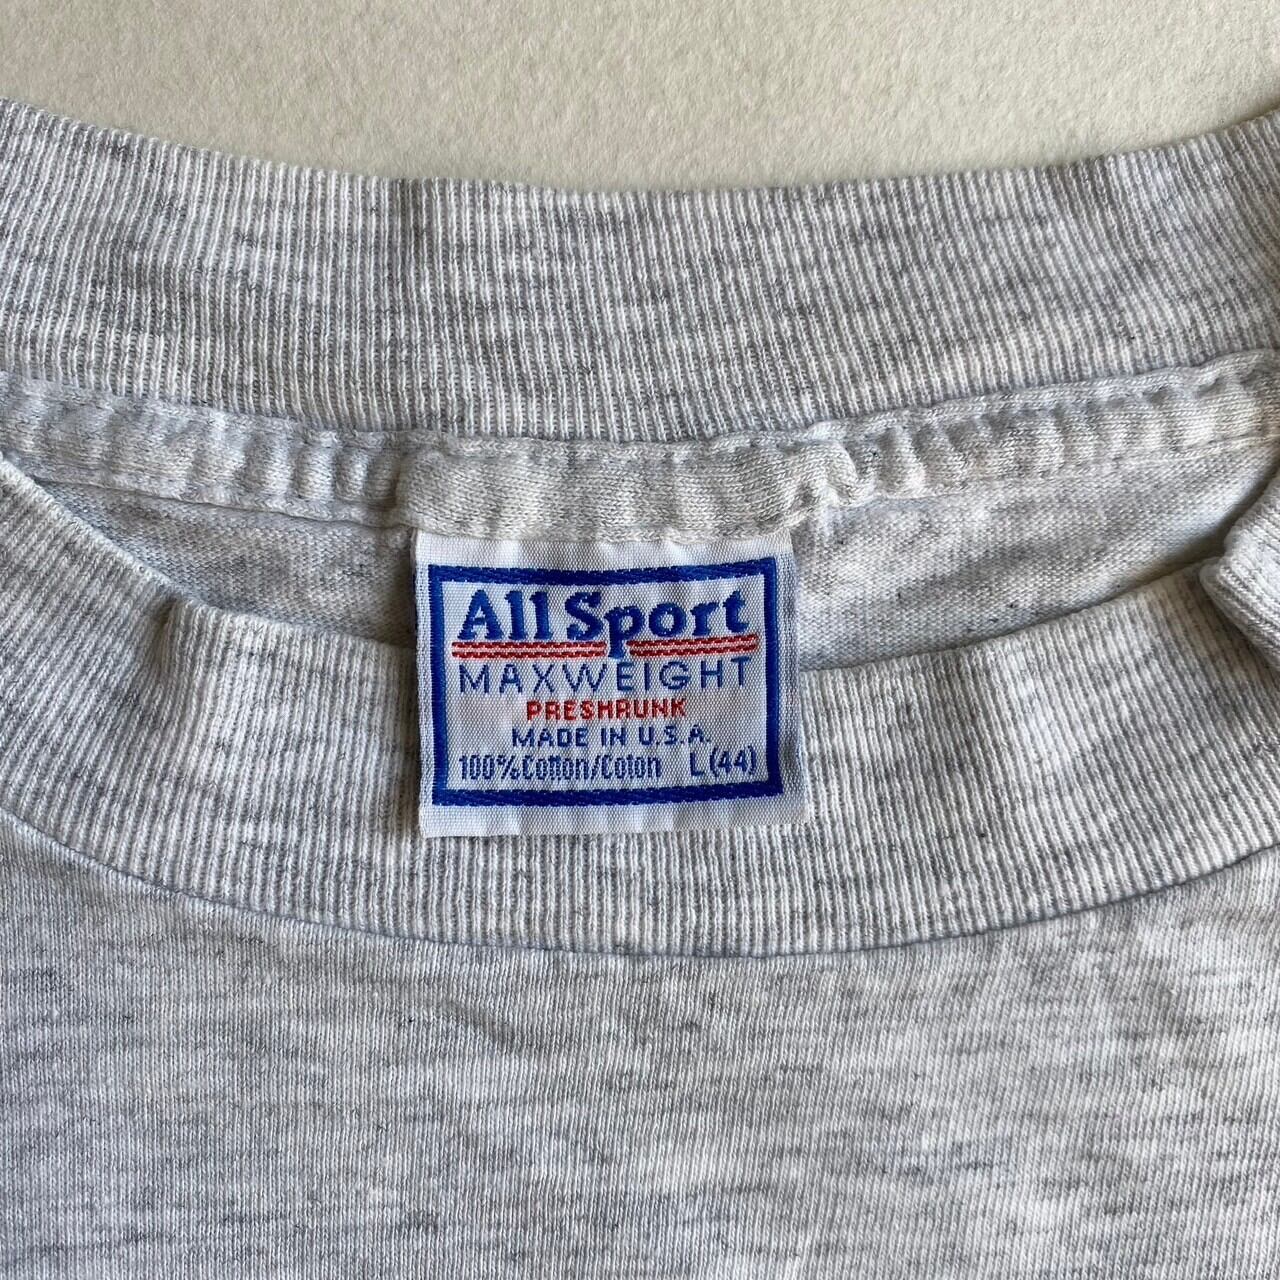 All Sport
MAXWEIGHT
PRESHRUNK
MADE IN U.S.A.
100% Cotton/Coton L(44)